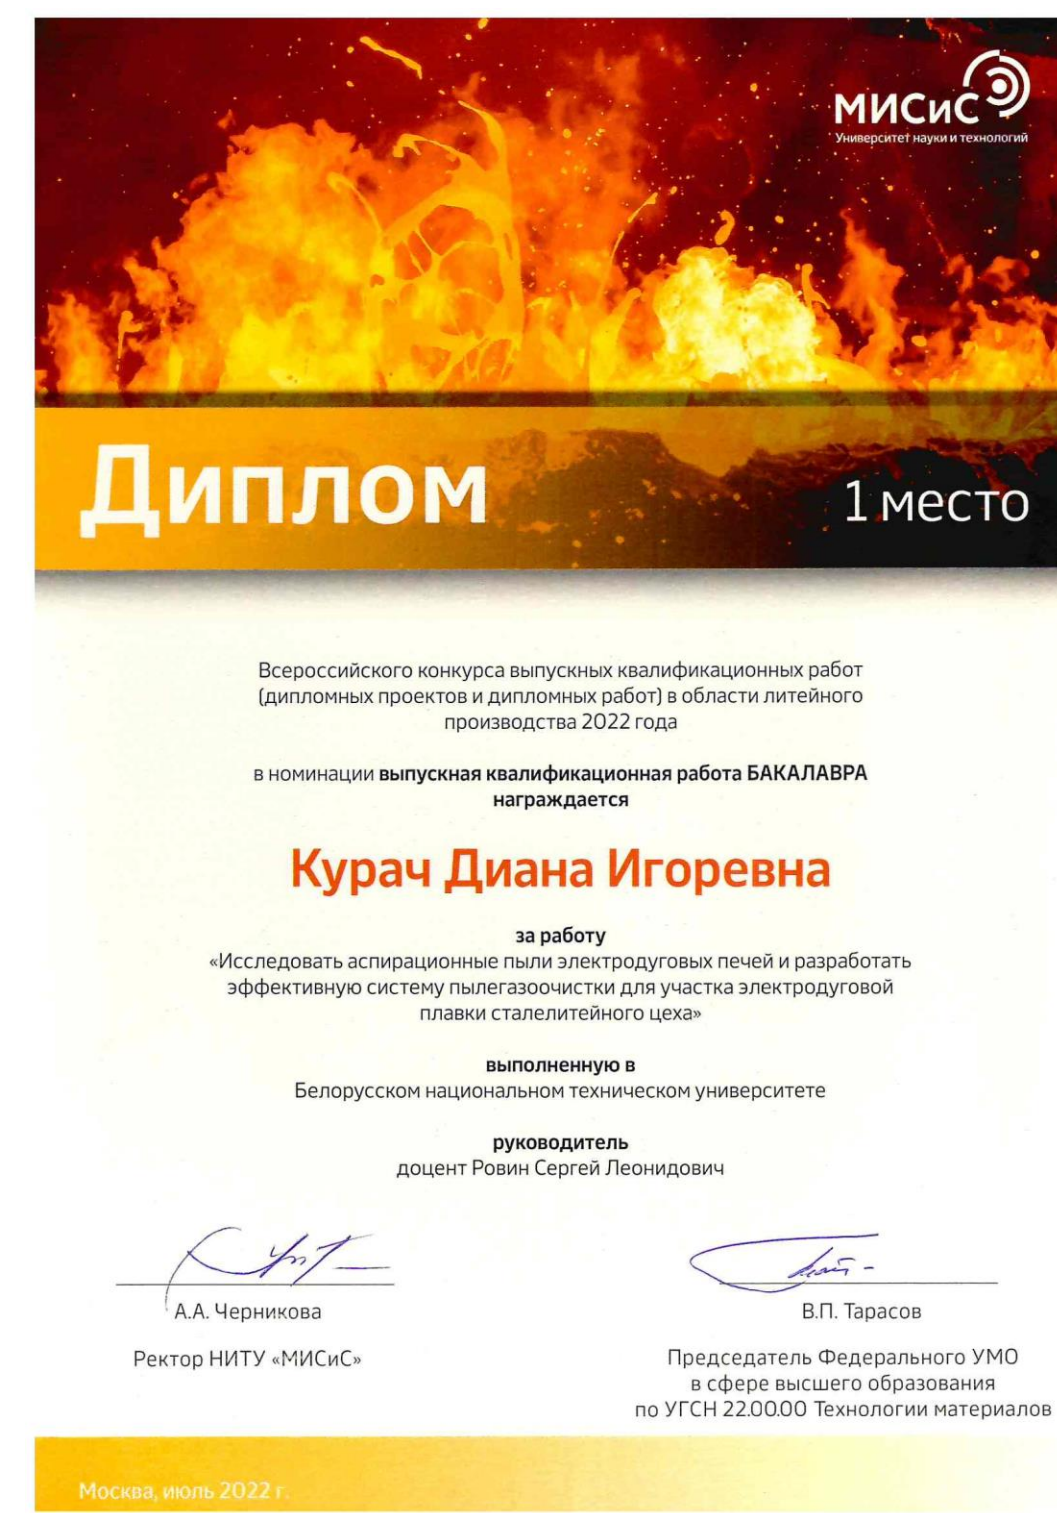 МИСиС
Университет науки и технологий
Диплом
1 место
Всероссийского конкурса выпускных квалификационных работ
(дипломных проектов и дипломных работ) в области литейного
производства 2022 года
в номинации выпускная квалификационная работа БАКАЛАВРА
награждается
Курач Диана Игоревна
за работу
«Исследовать аспирационные пыли электродуговых печей и разработать
эффективную систему пылегазоочистки для участка электродуговой
плавки сталелитейного цеха»
выполненную в
Белорусском национальном техническом университете
руководитель
доцент Ровин Сергей Леонидович
А.А. Черникова
Ректор НИТУ «МИСиС»
В.П. Тарасов
Председатель Федерального УМО
в сфере высшего образования
по УГСН 22.00.00 Технологии материалов
Москва, июль 2022 г.